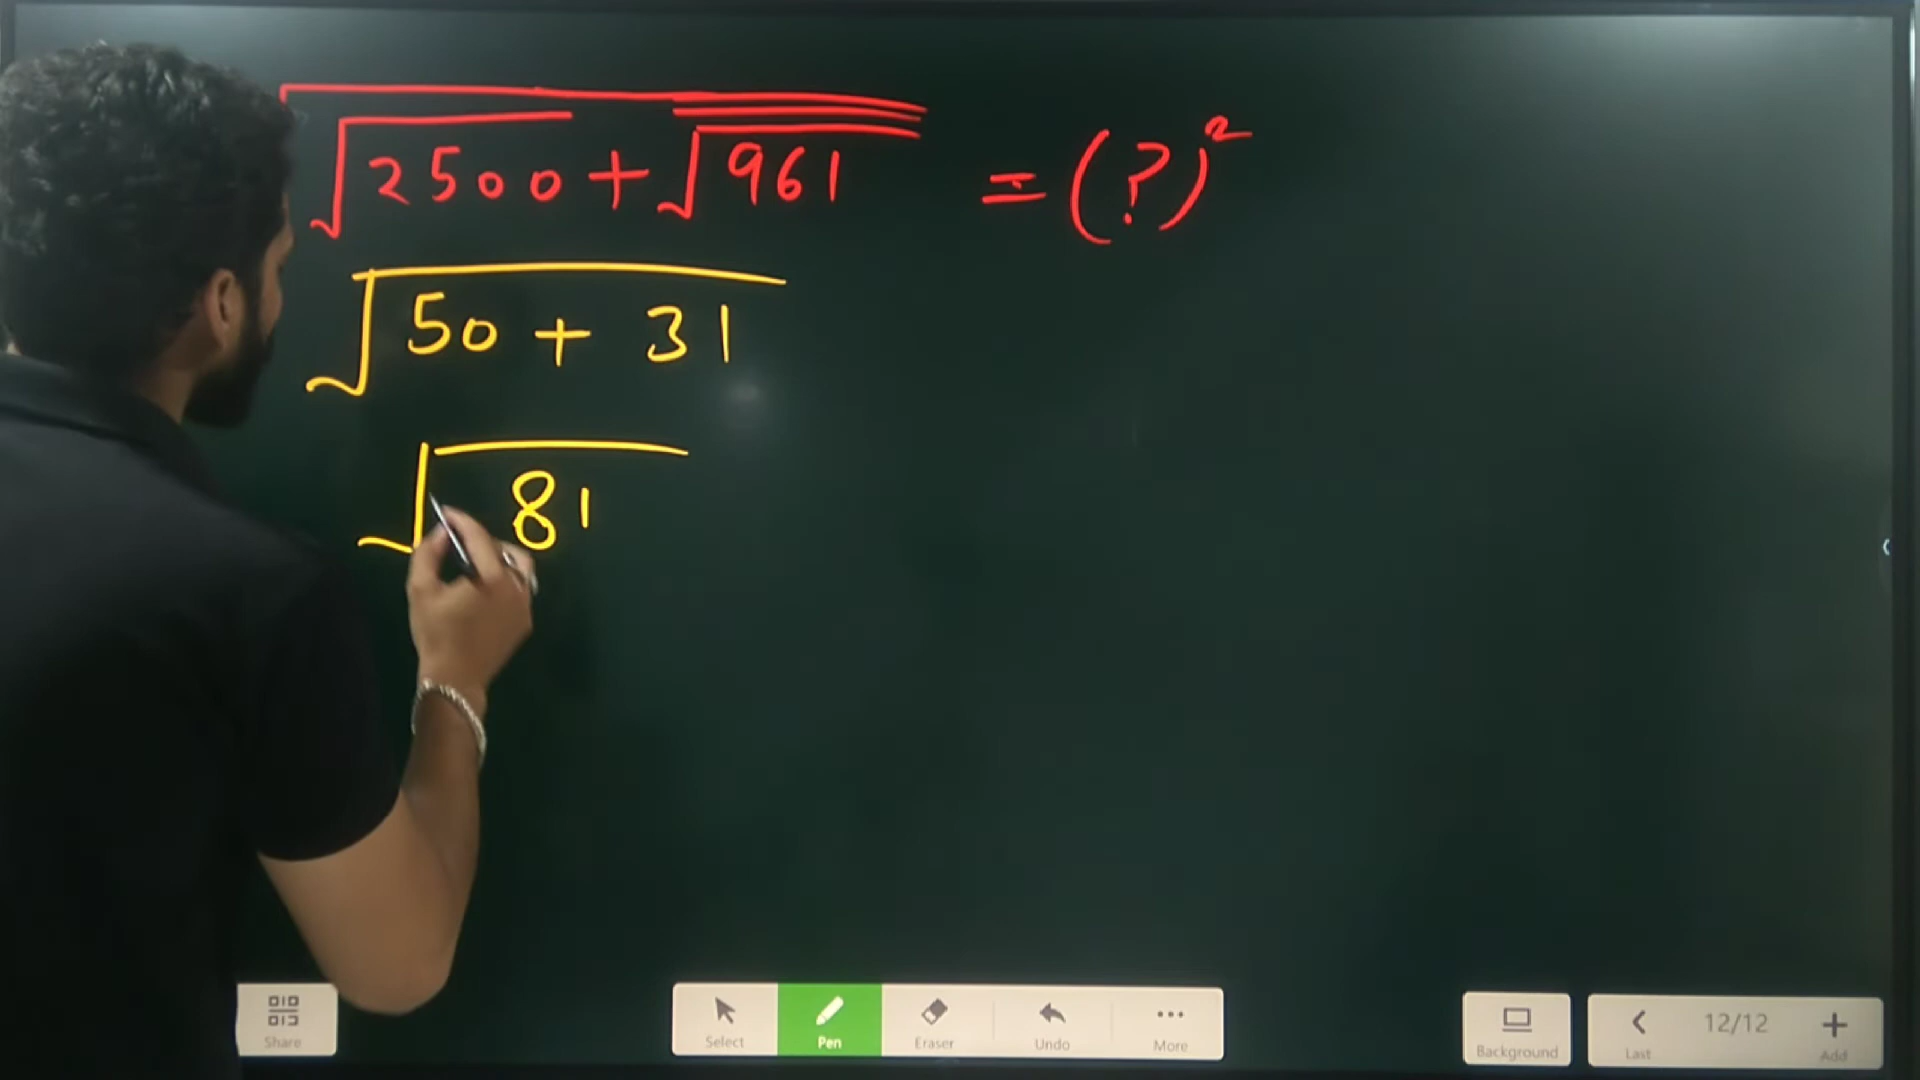 √(√2500 + √961) = (?)²
√(50 + 31)
√81
Share
Select
Pen
Eraser
Undo
More
Background
Last
12/12
Add